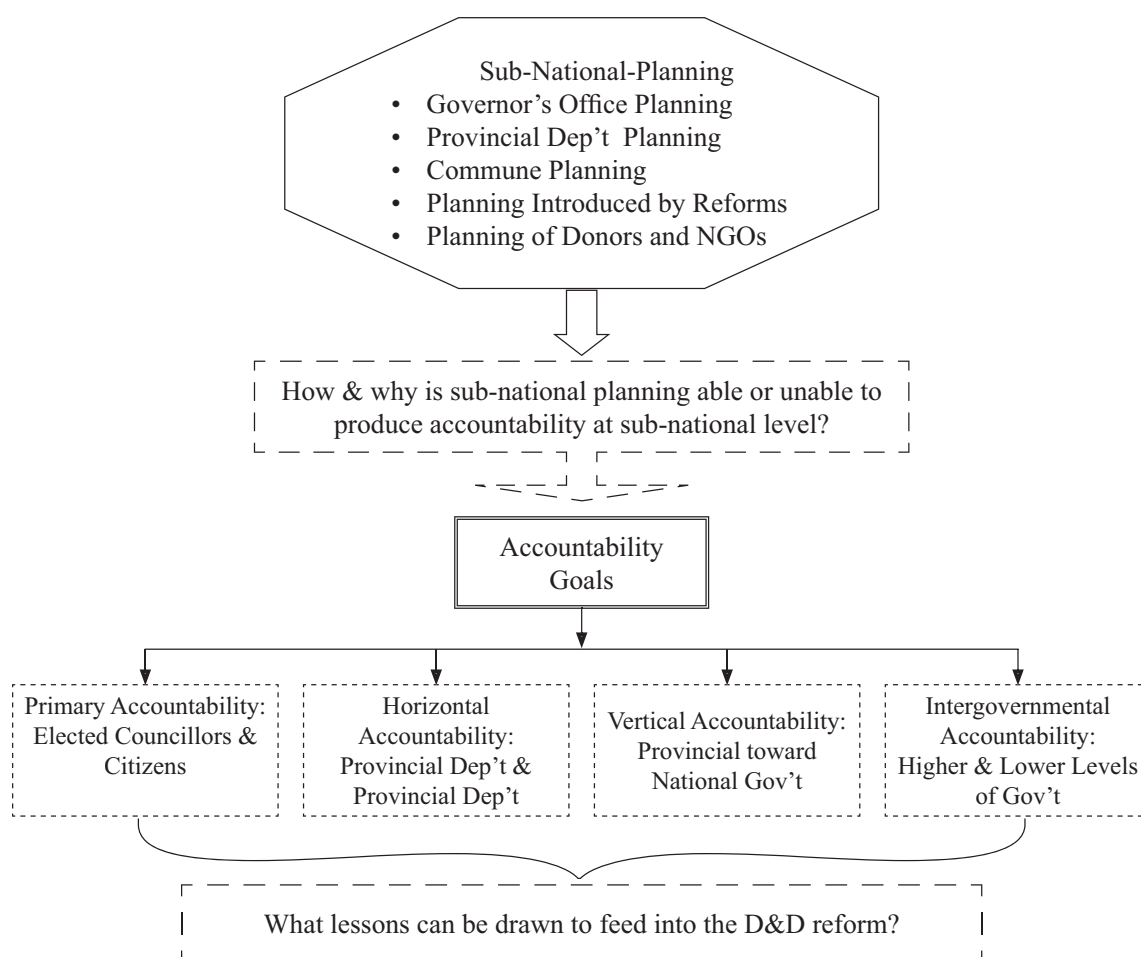 Sub-National-Planning
• Governor's Office Planning
• Provincial Dep't Planning
• Commune Planning
• Planning Introduced by Reforms
• Planning of Donors and NGOs
How & why is sub-national planning able or unable to
produce accountability at sub-national level?
Accountability
Goals
Primary Accountability:
Elected Councillors &
Citizens
Horizontal
Accountability:
Provincial Dep't &
Provincial Dep't
Vertical Accountability:
Provincial toward
National Gov't
Intergovernmental
Accountability:
Higher & Lower Levels
of Gov't
What lessons can be drawn to feed into the D&D reform?